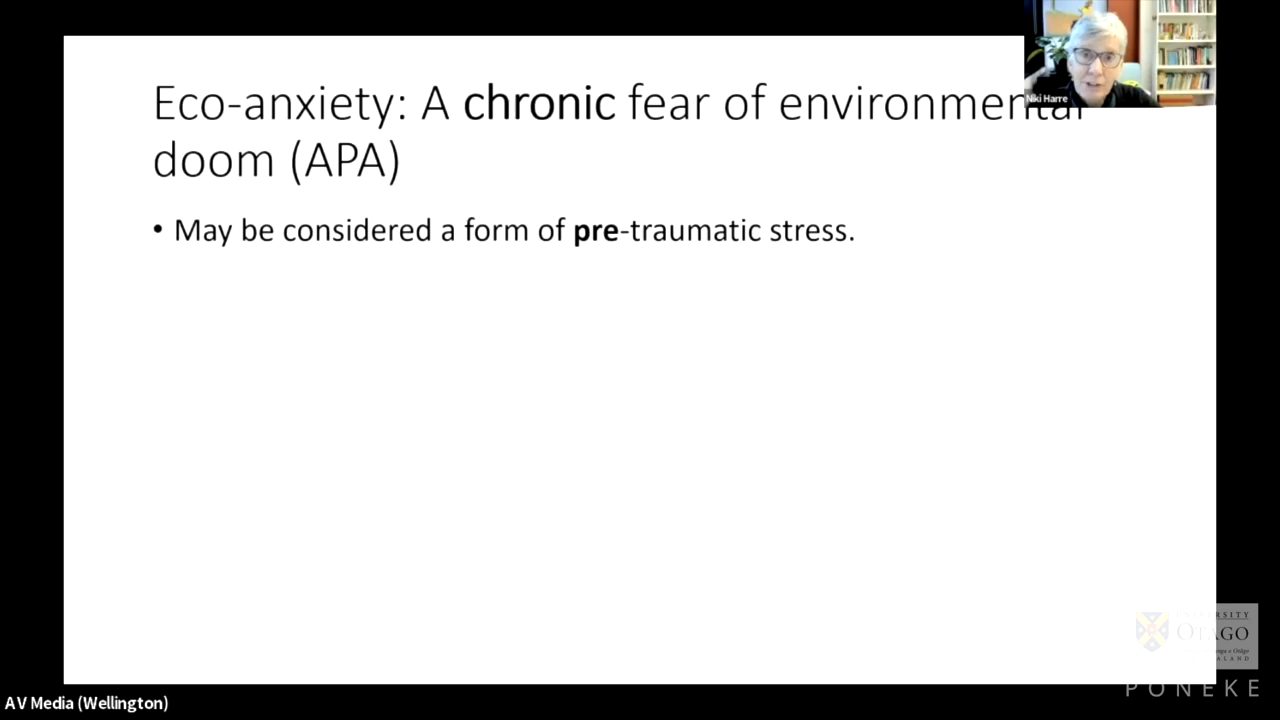 Eco-anxiety: A chronic fear of environmental
doom (APA)
• May be considered a form of pre-traumatic stress.
Niki Harre
OTAGO
PONEKE
AV Media (Wellington)